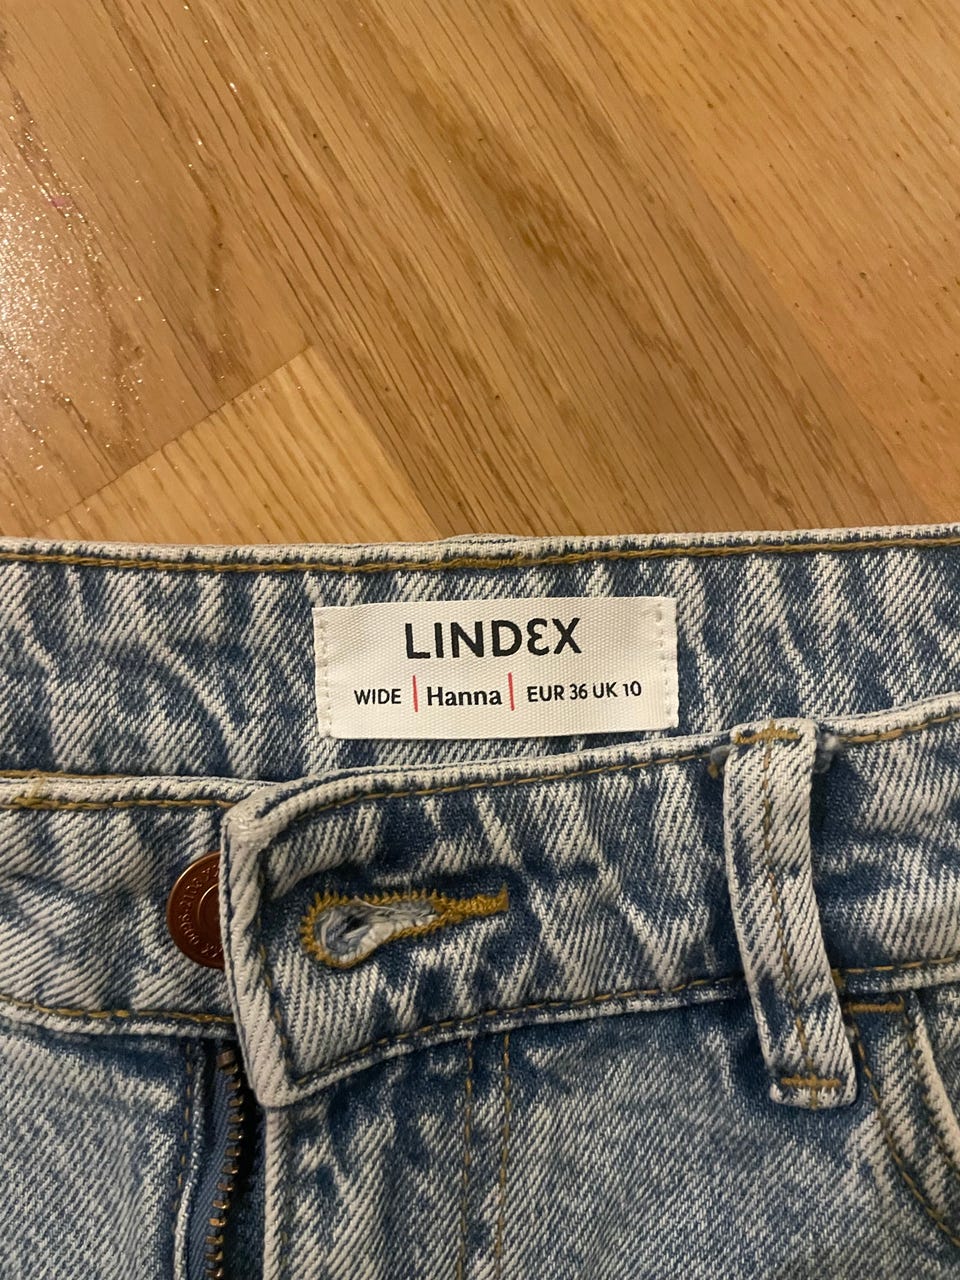 LINDEX
WIDE | Hanna | EUR 36 UK 10